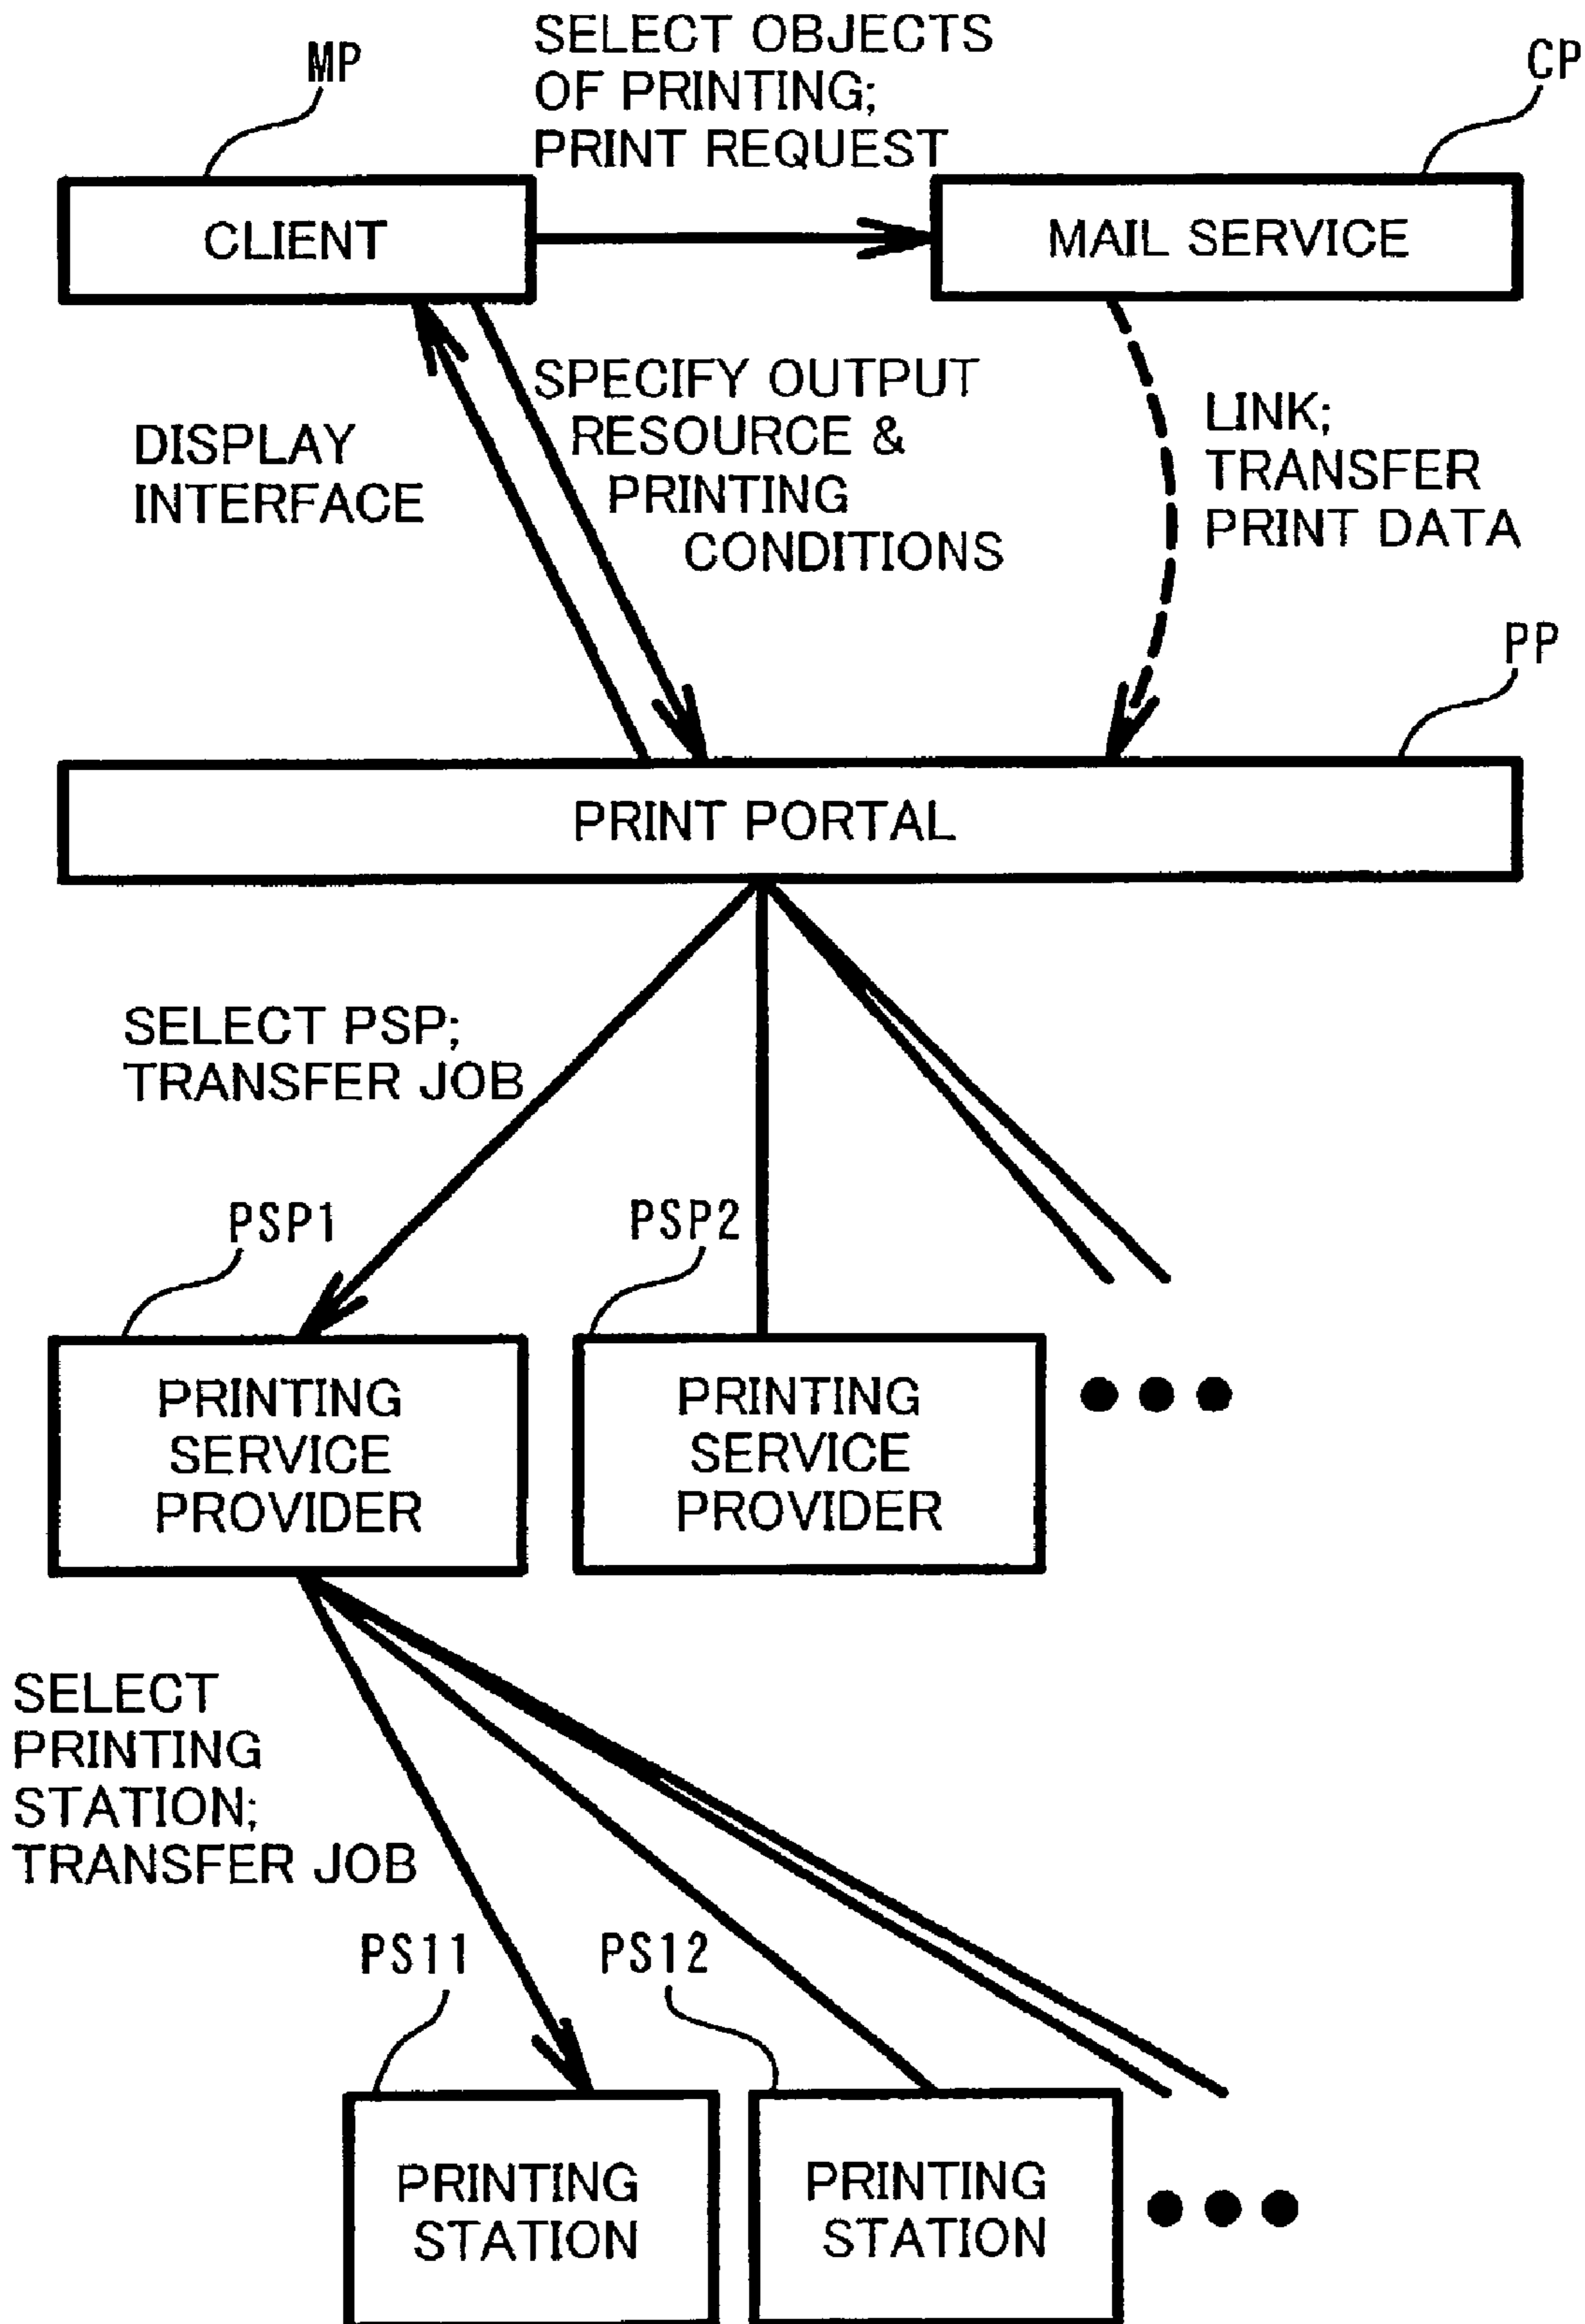 SELECT OBJECTS
OF PRINTING;
PRINT REQUEST
MP
CP
CLIENT
MAIL SERVICE
DISPLAY
INTERFACE
SPECIFY OUTPUT
RESOURCE &
PRINTING
CONDITIONS
LINK;
TRANSFER
PRINT DATA
PP
PRINT PORTAL
SELECT PSP;
TRANSFER JOB
PSP1
PSP2
PRINTING
SERVICE
PROVIDER
PRINTING
SERVICE
PROVIDER
SELECT
PRINTING
STATION;
TRANSFER JOB
PS11
PS12
PRINTING
STATION
PRINTING
STATION